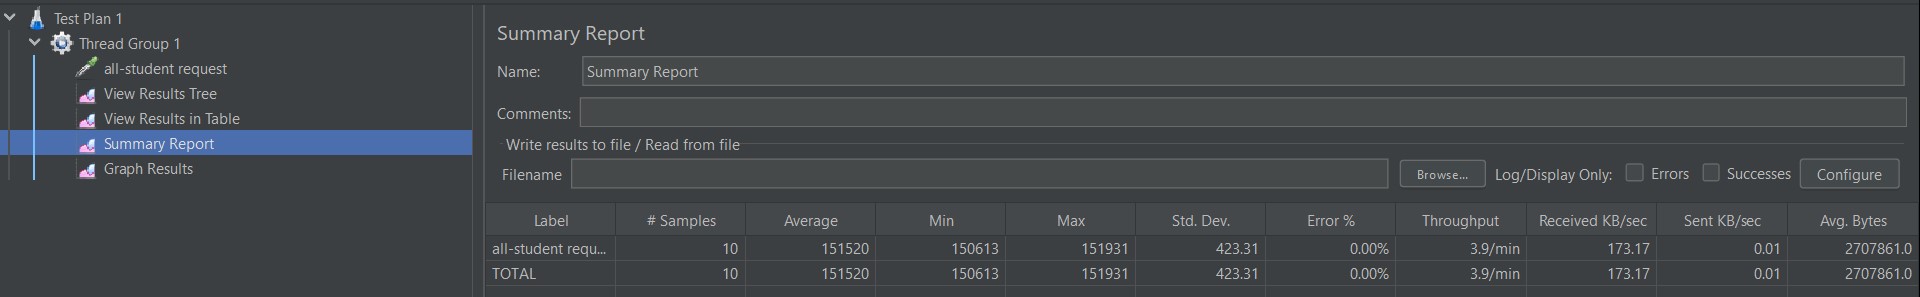 Test Plan 1
Thread Group 1
all-student request
View Results Tree
View Results in Table
Summary Report
Graph Results
Summary Report
Name: Summary Report
Comments:
Write results to file / Read from file
Filename Browse... Log/Display Only: Errors Successes Configure
Label # Samples Average Min Max Std. Dev. Error % Throughput Received KB/sec Sent KB/sec Avg. Bytes
all-student requ... 10 151520 150613 151931 423.31 0.00% 3.9/min 173.17 0.01 2707861.0
TOTAL 10 151520 150613 151931 423.31 0.00% 3.9/min 173.17 0.01 2707861.0